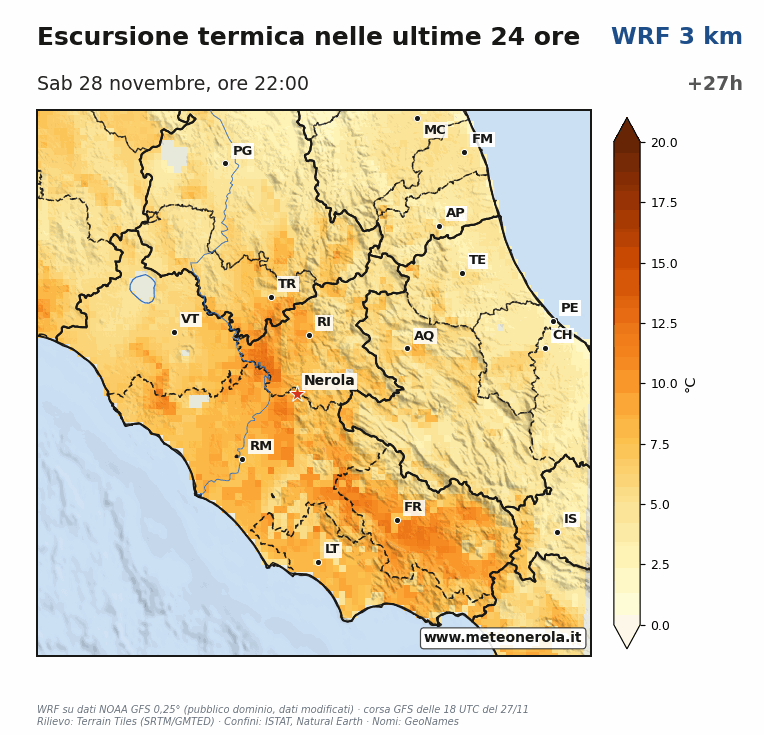 Escursione termica nelle ultime 24 ore
WRF 3 km
Sab 28 novembre, ore 22:00
+27h
MC
FM
PG
AP
TE
TR
PE
VT
RI
CH
AQ
Nerola
RM
FR
IS
LT
www.meteonerola.it
20.0
17.5
15.0
12.5
10.0
7.5
5.0
2.5
0.0
°C
WRF su dati NOAA GFS 0,25° (pubblico dominio, dati modificati) · corsa GFS delle 18 UTC del 27/11
Rilievo: Terrain Tiles (SRTM/GMTED) · Confini: ISTAT, Natural Earth · Nomi: GeoNames